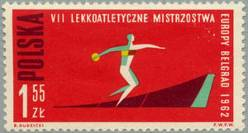 VII LEKKOATLETYCZNE MISTRZOSTWA
EUROPY BELGRAD 1962
POLSKA
1 55
ZŁ
P.W.P.W.